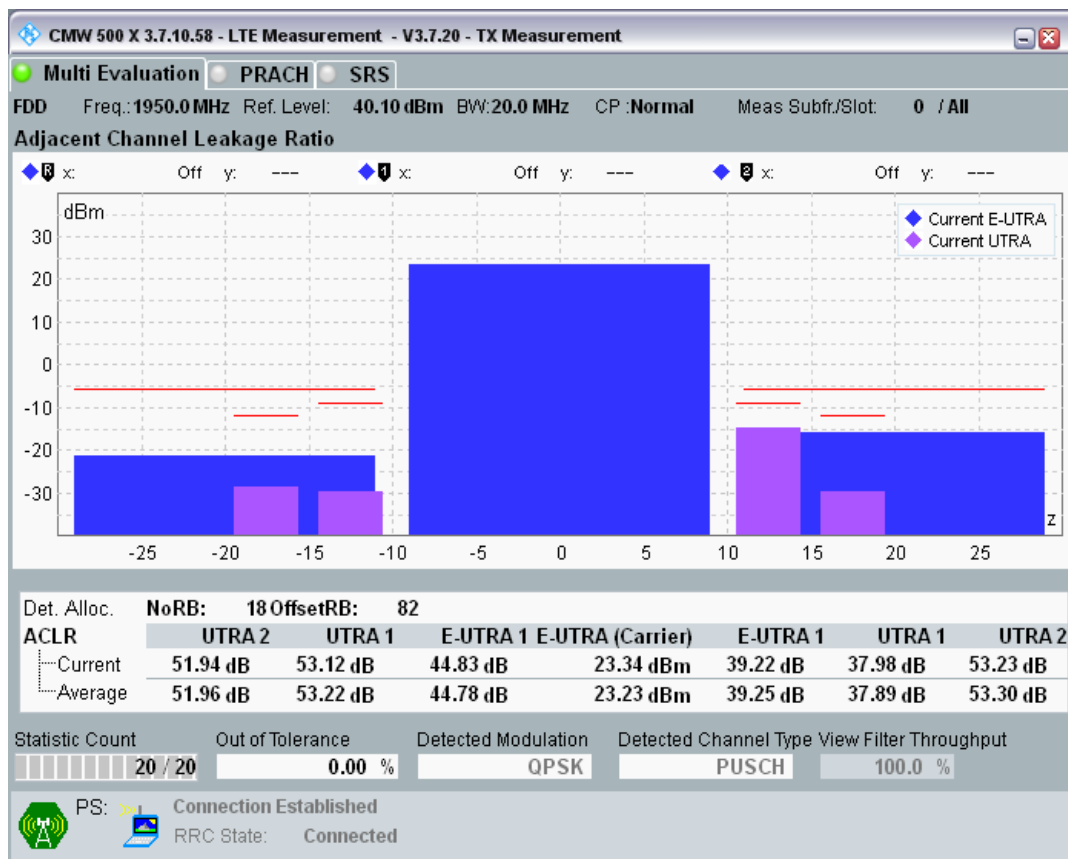 CMW 500 X 3.7.10.58 - LTE Measurement - V3.7.20 - TX Measurement
Multi Evaluation PRACH SRS
FDD Freq.:1950.0 MHz Ref. Level: 40.10 dBm BW:20.0 MHz CP :Normal Meas Subfr./Slot: 0 / All
Adjacent Channel Leakage Ratio
R x: Off y: --- 1 x: Off y: --- 2 x: Off y: ---
dBm
Current E-UTRA
Current UTRA
30
20
10
0
-10
-20
-30
z
-25 -20 -15 -10 -5 0 5 10 15 20 25
Det. Alloc. NoRB: 18 OffsetRB: 82
ACLR UTRA 2 UTRA 1 E-UTRA 1 E-UTRA (Carrier) E-UTRA 1 UTRA 1 UTRA 2
Current 51.94 dB 53.12 dB 44.83 dB 23.34 dBm 39.22 dB 37.98 dB 53.23 dB
Average 51.96 dB 53.22 dB 44.78 dB 23.23 dBm 39.25 dB 37.89 dB 53.30 dB
Statistic Count Out of Tolerance Detected Modulation Detected Channel Type View Filter Throughput
20 / 20 0.00 % QPSK PUSCH 100.0 %
PS: Connection Established
RRC State: Connected